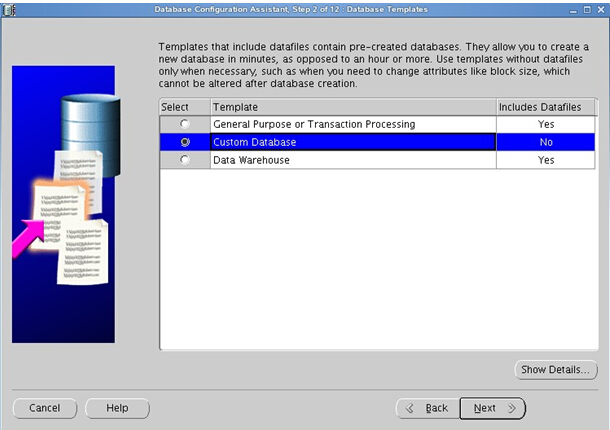 Database Configuration Assistant, Step 2 of 12 : Database Templates
Templates that include datafiles contain pre-created databases. They allow you to create a
new database in minutes, as opposed to an hour or more. Use templates without datafiles
only when necessary, such as when you need to change attributes like block size, which
cannot be altered after database creation.
Select Template Includes Datafiles
General Purpose or Transaction Processing Yes
Custom Database No
Data Warehouse Yes
Show Details...
Cancel Help Back Next